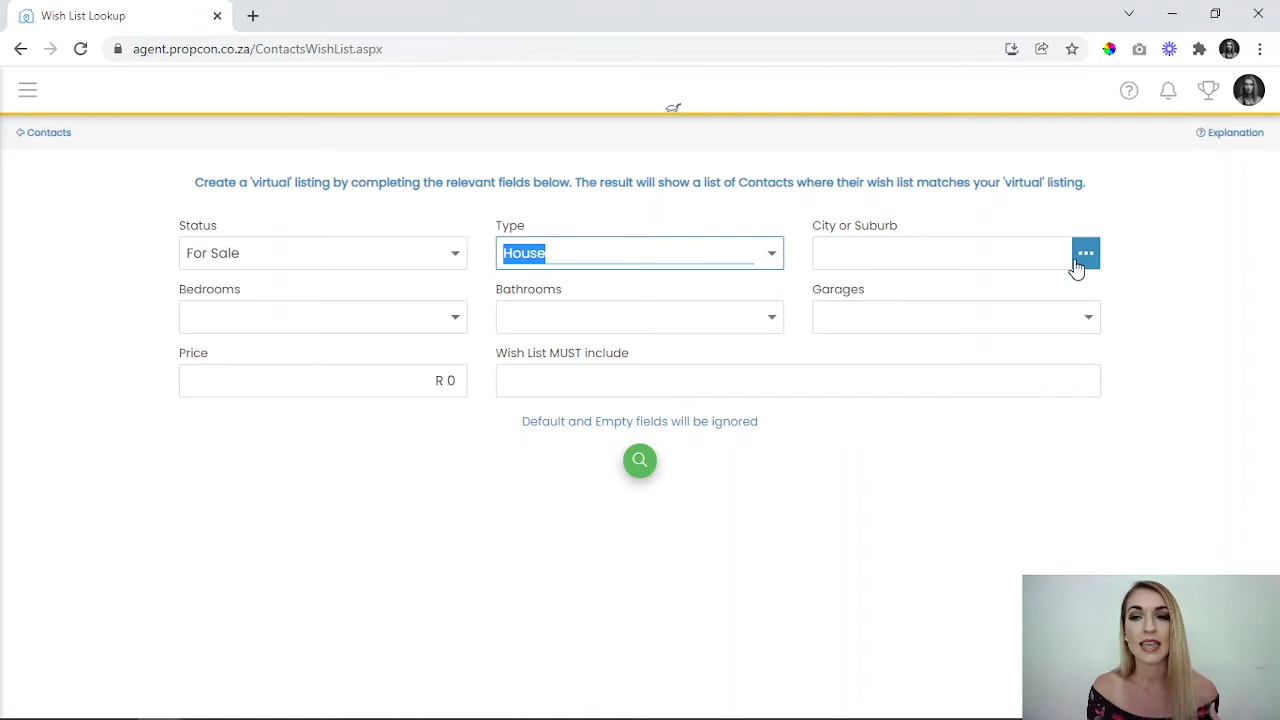 Wish List Lookup
agent.propcon.co.za/ContactsWishList.aspx
Contacts
Explanation
Create a 'virtual' listing by completing the relevant fields below. The result will show a list of Contacts where their wish list matches your 'virtual' listing.
Status
Type
City or Suburb
For Sale
House
Bedrooms
Bathrooms
Garages
Price
Wish List MUST include
R 0
Default and Empty fields will be ignored